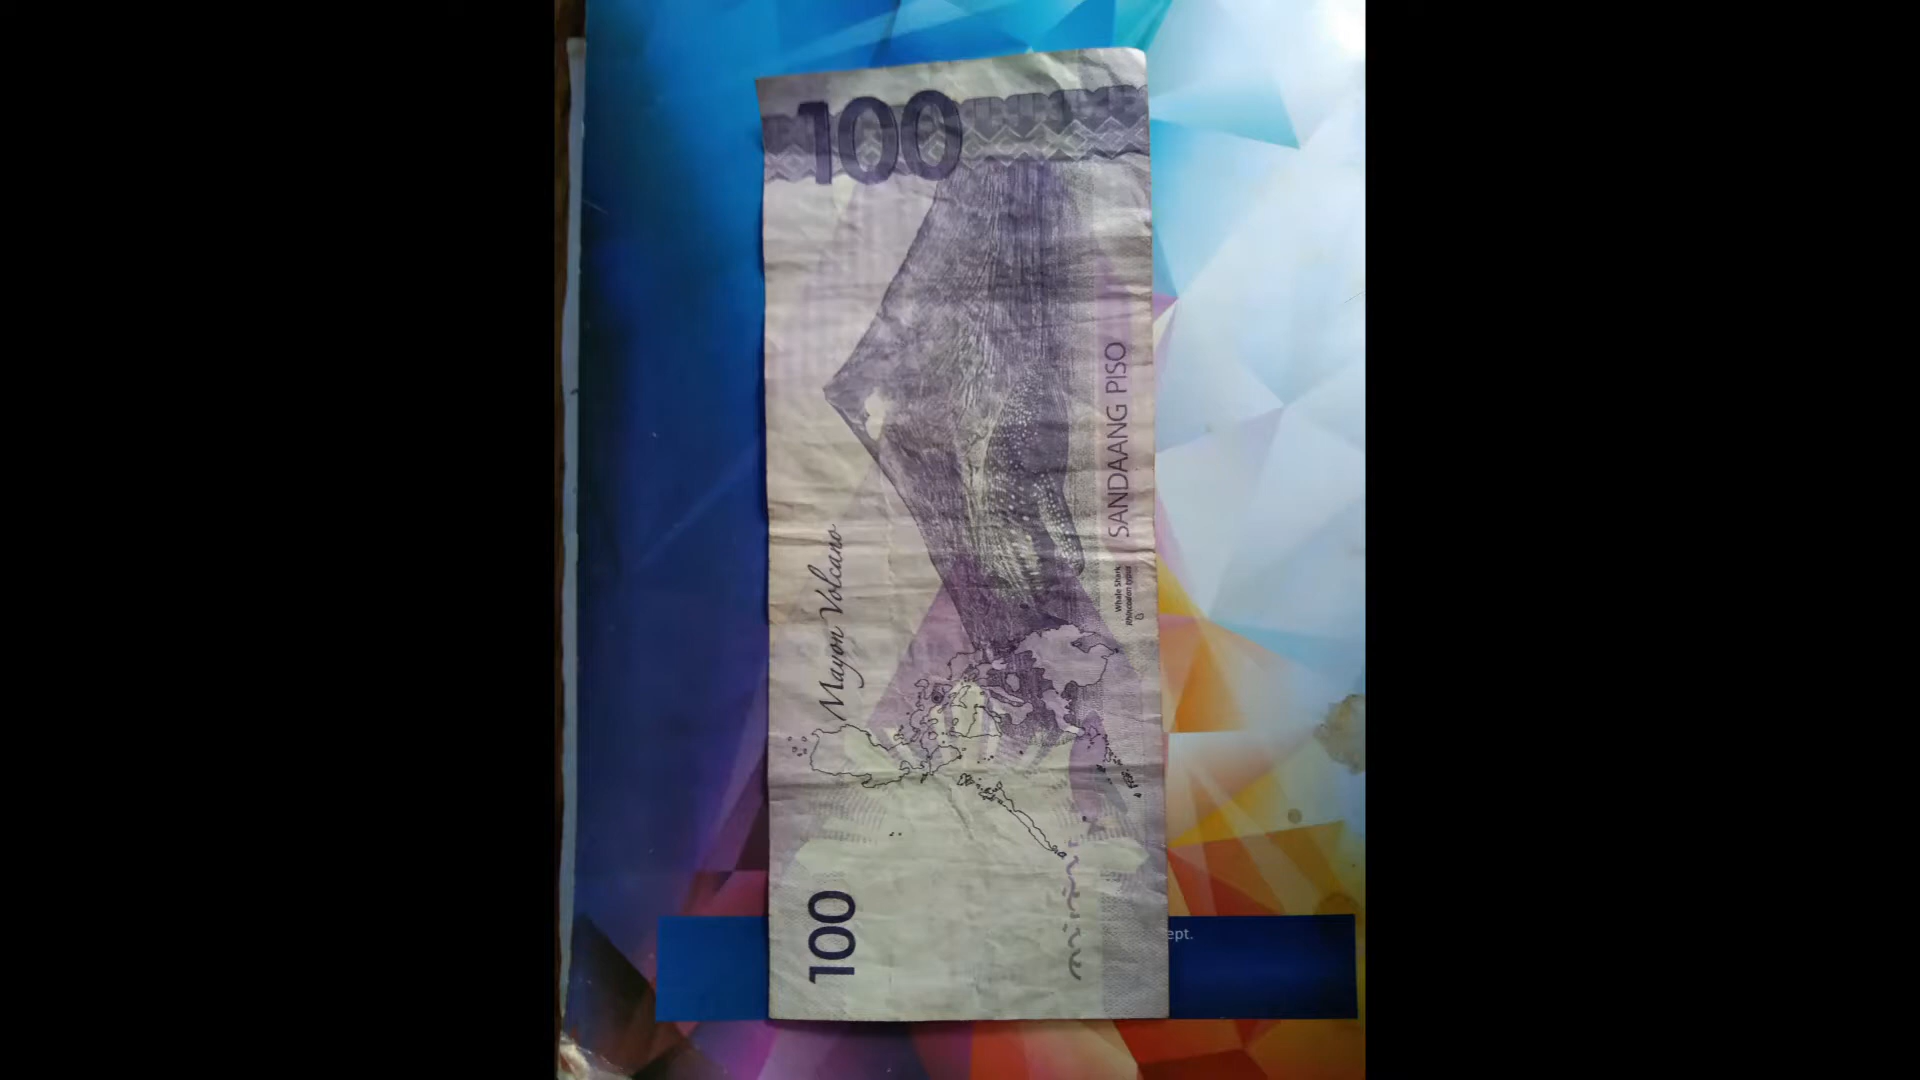 100
Mayon Volcano
SANDAANG PISO
Whale Shark
Rhincodon typus
100
ept.